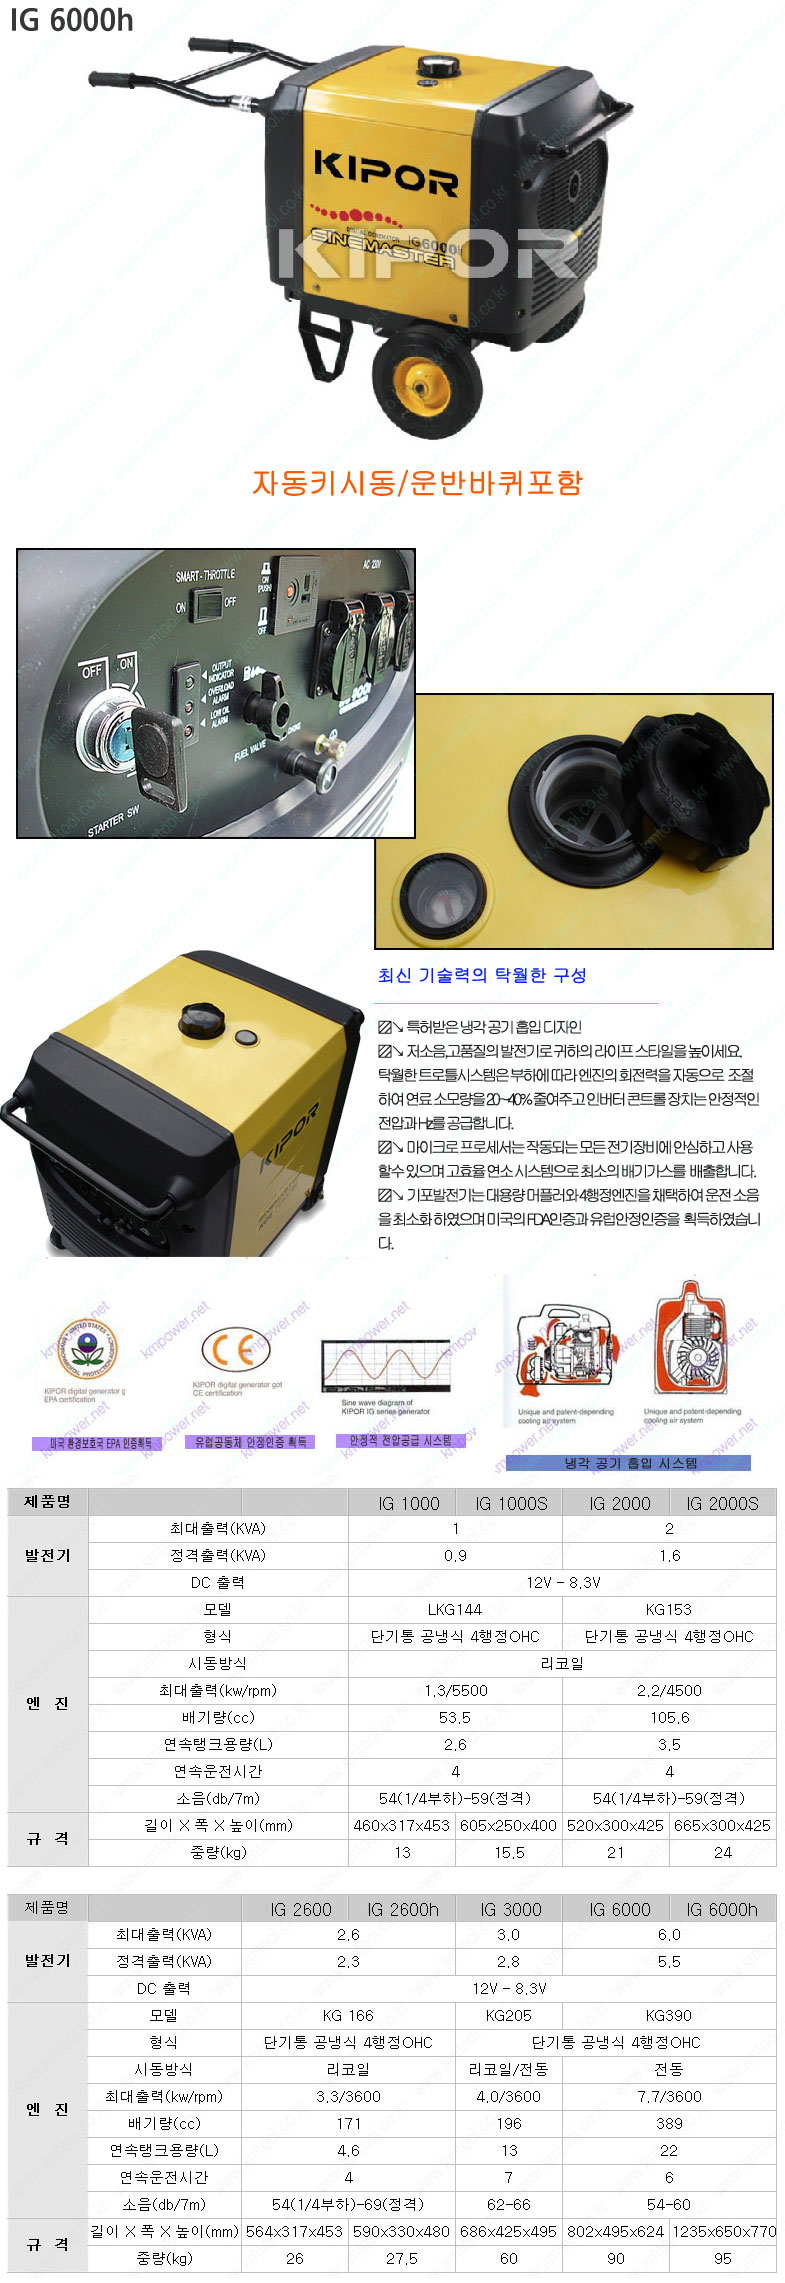 IG 6000h
KIPOR
DIGITAL GENERATOR IG6000h
SINEMASTER
KIPOR
자동키시동/운반바퀴포함
SMART-THROTTLE
ON
OFF
ON
(PUSH)
OFF
AC 220V
OFF
ON
OUTPUT
INDICATOR
OVERLOAD
ALARM
LOW OIL
ALARM
FUEL VALVE
CHOKE
STARTER SW
최신 기술력의 탁월한 구성
↘ 특허받은 냉각 공기 흡입 디자인
↘ 저소음,고품질의 발전기로 귀하의 라이프 스타일을 높이세요.
탁월한 트로틀시스템은 부하에 따라 엔진의 회전력을 자동으로 조절
하여 연료 소모량을 20~40% 줄여주고 인버터 콘트롤 장치는 안정적인
전압과 Hz를 공급합니다.
↘ 마이크로 프로세서는 작동되는 모든 전기장비에 안심하고 사용
할수 있으며 고효율 연소 시스템으로 최소의 배기가스를 배출합니다.
↘ 기포발전기는 대용량 머플러와 4행정엔진을 채택하여 운전 소음
을 최소화 하였으며 미국의 FDA인증과 유럽안정인증을 획득하였습니
다.
KIPOR
KIPOR digital generator g
EPA certification
미국 환경보호국 EPA 인증획득
KIPOR digital generator got
CE certification
유럽공동체 안정인증 획득
Sine wave diagram of
KIPOR IG series generator
안정적 전압공급 시스템
Unique and patent-depending
cooling air system
Unique and patent-depending
cooling air system
냉각 공기 흡입 시스템
kmpower.net
제품명 IG 1000 IG 1000S IG 2000 IG 2000S
발전기
최대출력(KVA) 1 2
정격출력(KVA) 0.9 1.6
DC 출력 12V - 8.3V
엔 진
모델 LKG144 KG153
형식 단기통 공냉식 4행정OHC 단기통 공냉식 4행정OHC
시동방식 리코일
최대출력(kw/rpm) 1.3/5500 2.2/4500
배기량(cc) 53.5 105.6
연속탱크용량(L) 2.6 3.5
연속운전시간 4 4
소음(db/7m) 54(1/4부하)-59(정격) 54(1/4부하)-59(정격)
규 격
길이 X 폭 X 높이(mm) 460x317x453 605x250x400 520x300x425 665x300x425
중량(kg) 13 15.5 21 24
제품명 IG 2600 IG 2600h IG 3000 IG 6000 IG 6000h
발전기
최대출력(KVA) 2.6 3.0 6.0
정격출력(KVA) 2.3 2.8 5.5
DC 출력 12V - 8.3V
엔 진
모델 KG 166 KG205 KG390
형식 단기통 공냉식 4행정OHC 단기통 공냉식 4행정OHC
시동방식 리코일 리코일/전동 전동
최대출력(kw/rpm) 3.3/3600 4.0/3600 7.7/3600
배기량(cc) 171 196 389
연속탱크용량(L) 4.6 13 22
연속운전시간 4 7 6
소음(db/7m) 54(1/4부하)-69(정격) 62-66 54-60
규 격
길이 X 폭 X 높이(mm) 564x317x453 590x330x480 686x425x495 802x495x624 1235x650x770
중량(kg) 26 27.5 60 90 95